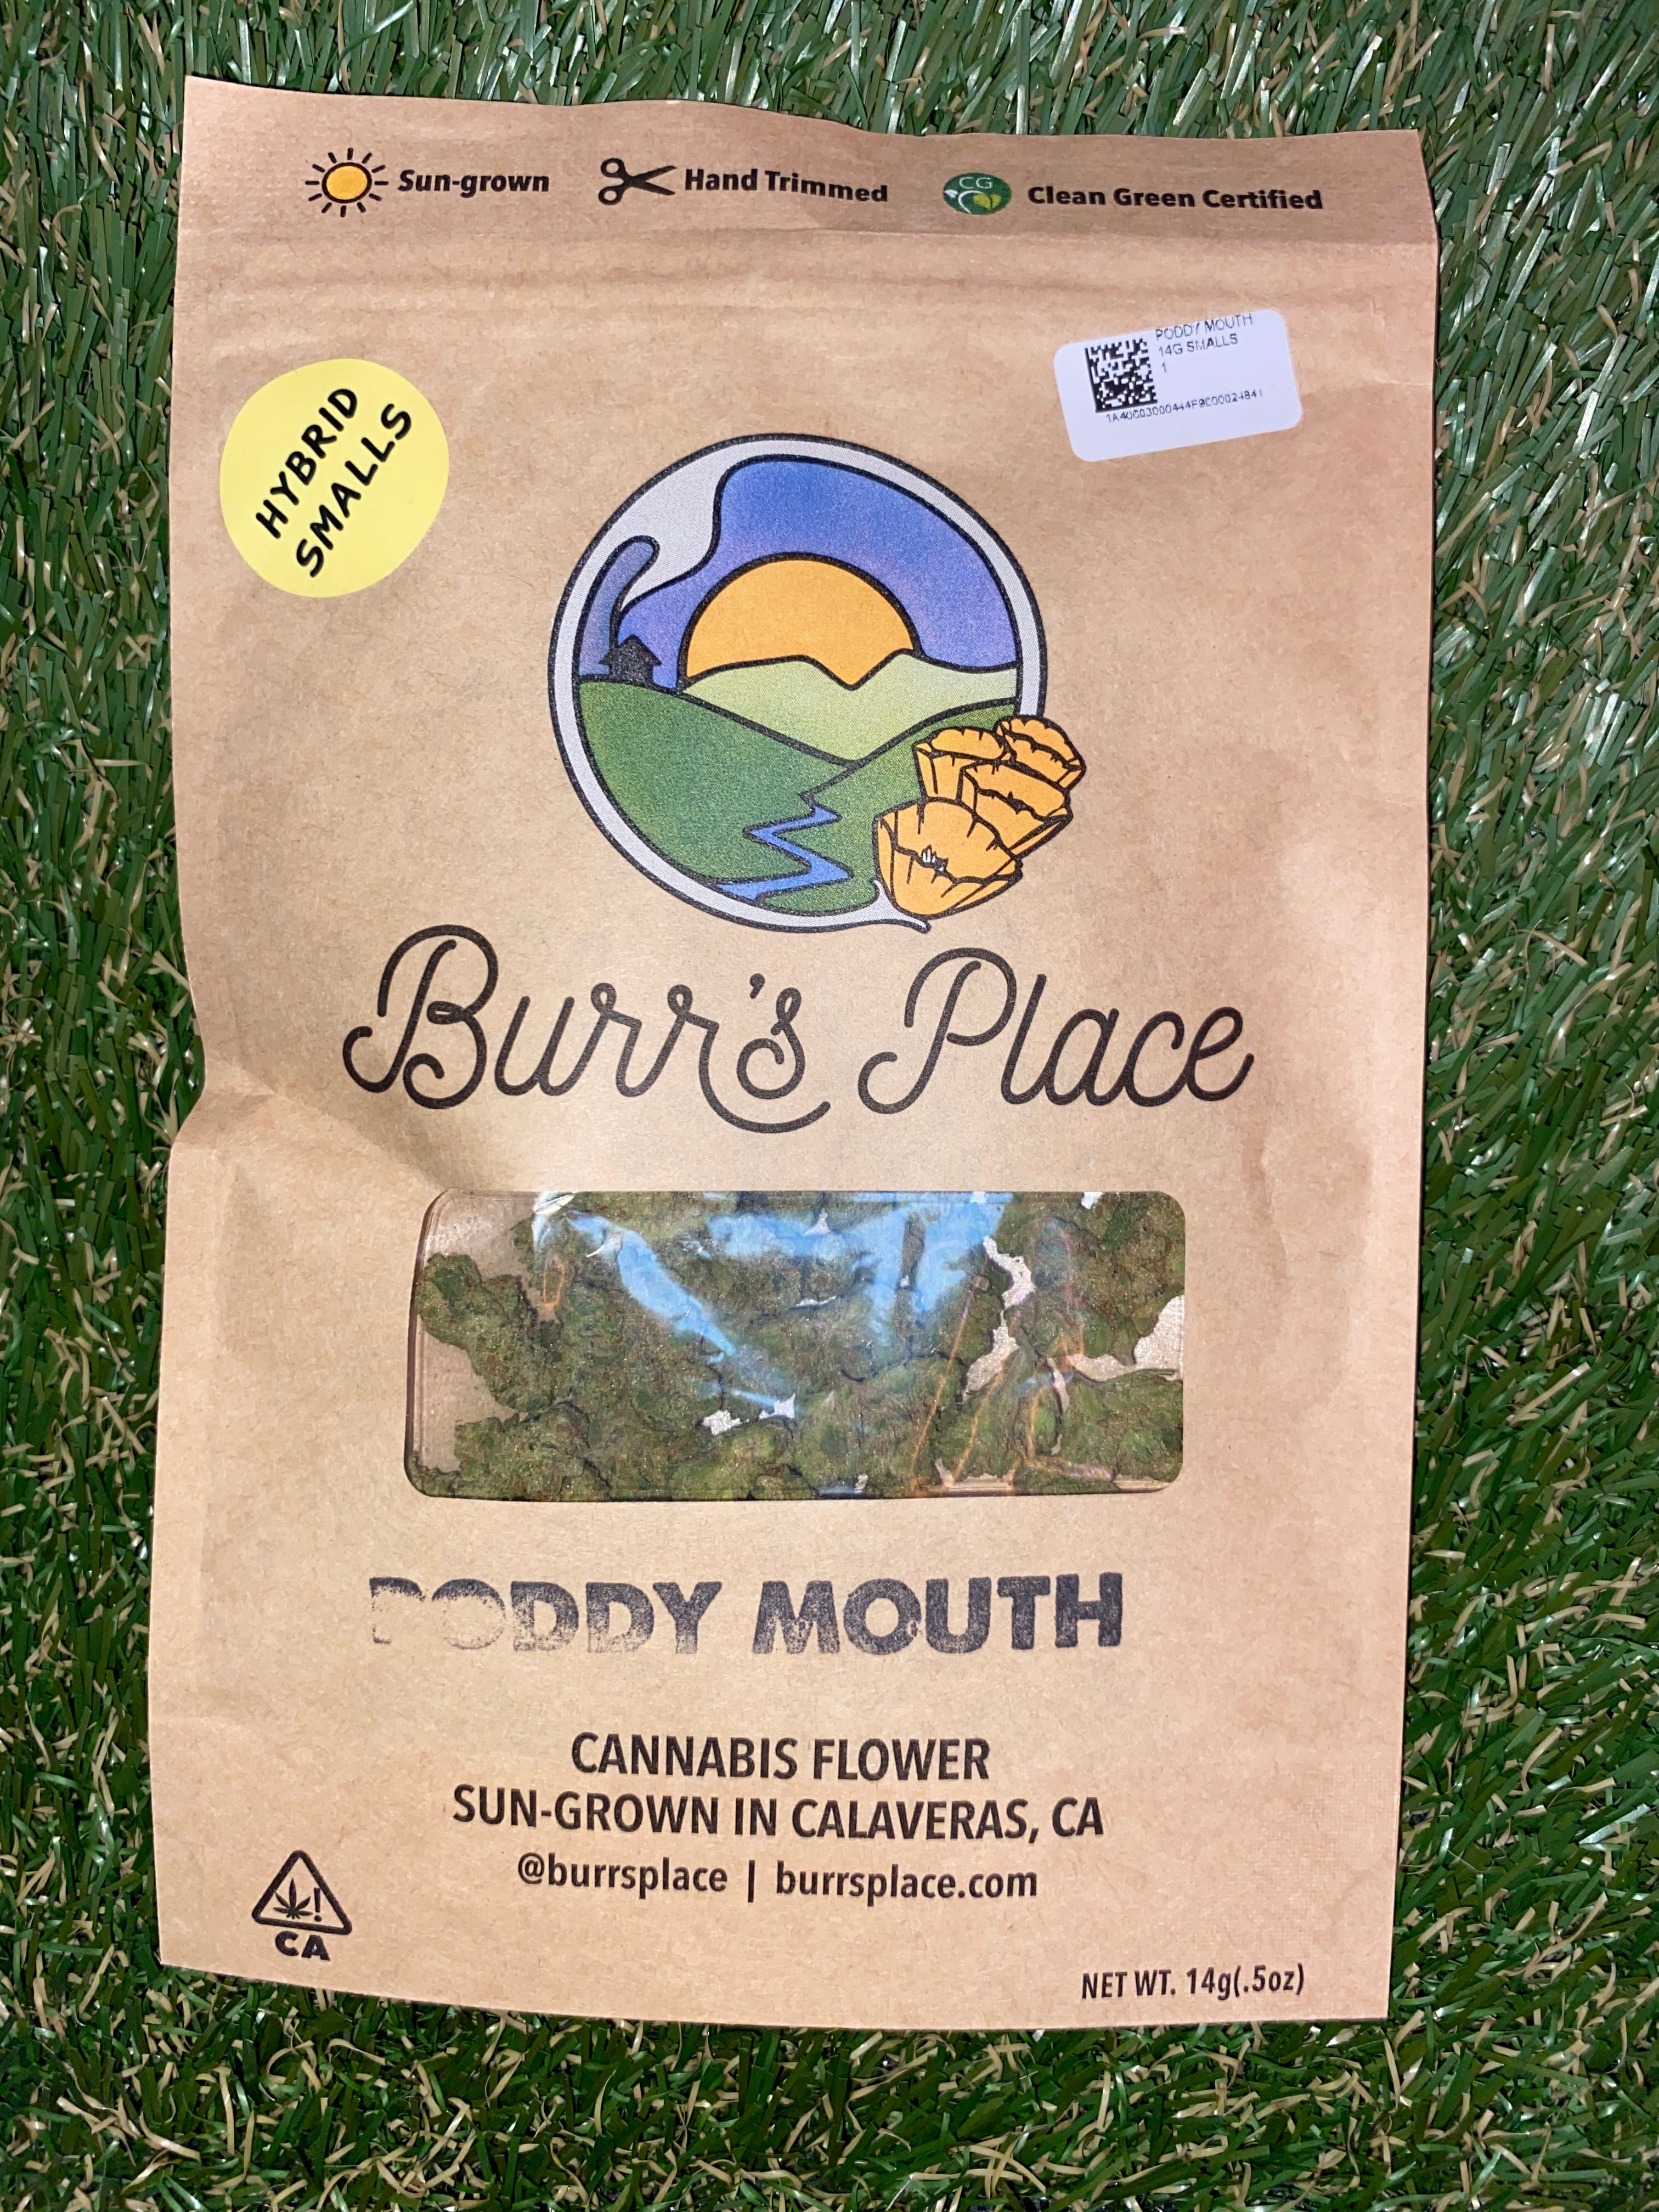 Sun-grown
Hand Trimmed
CG
Clean Green Certified
HYBRID
SMALLS
PODDY MOUTH
14G SMALLS
1
Burr's Place
PODDY MOUTH
CANNABIS FLOWER
SUN-GROWN IN CALAVERAS, CA
@burrsplace | burrsplace.com
!
CA
NET WT. 14g(.5oz)